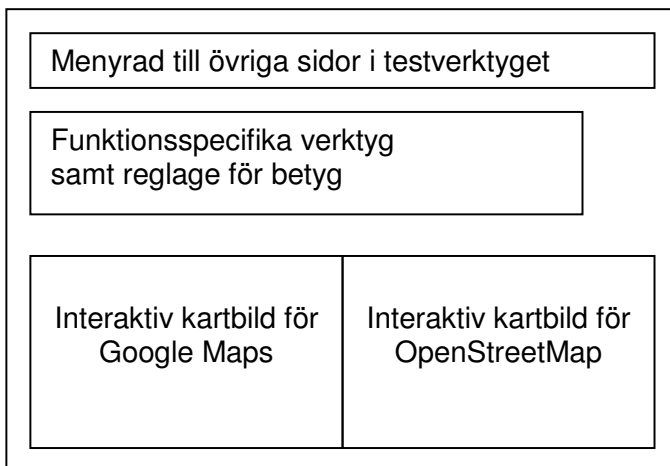 Menyrad till övriga sidor i testverktyget
Funktionsspecifika verktyg
samt reglage för betyg
Interaktiv kartbild för
Google Maps
Interaktiv kartbild för
OpenStreetMap